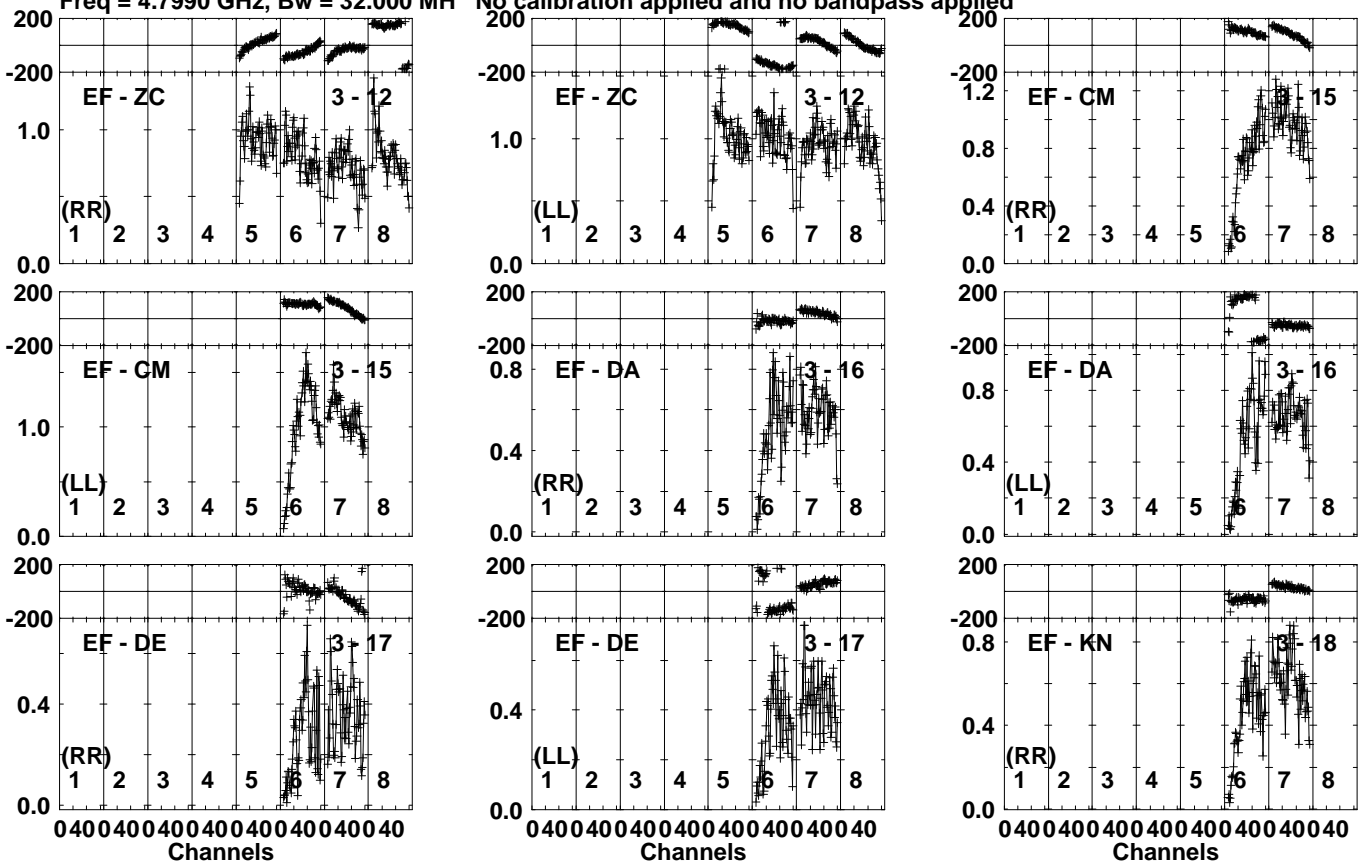 Freq = 4.7990 GHz, Bw = 32.000 MH No calibration applied and no bandpass applied
200
-200
EF - ZC 3 - 12
1.0
(RR)
1 2 3 4 5 6 7 8
0.0
200
-200
EF - ZC 3 - 12
1.0
(LL)
1 2 3 4 5 6 7 8
0.0
200
-200
1.2
EF - CM 3 - 15
0.8
0.4
(RR)
1 2 3 4 5 6 7 8
0.0
200
-200
EF - CM 3 - 15
1.0
(LL)
1 2 3 4 5 6 7 8
0.0
200
-200
0.8
EF - DA 3 - 16
0.4
(RR)
1 2 3 4 5 6 7 8
0.0
200
-200
EF - DA 3 - 16
0.8
0.4
(LL)
1 2 3 4 5 6 7 8
0.0
200
-200
EF - DE 3 - 17
0.4
(RR)
1 2 3 4 5 6 7 8
0.0
0 40 0 40 0 40 0 40 0 40 0 40 0 40 0 40
Channels
200
-200
EF - DE 3 - 17
0.4
(LL)
1 2 3 4 5 6 7 8
0.0
0 40 0 40 0 40 0 40 0 40 0 40 0 40 0 40
Channels
200
-200
0.8
EF - KN 3 - 18
0.4
(RR)
1 2 3 4 5 6 7 8
0.0
0 40 0 40 0 40 0 40 0 40 0 40 0 40 0 40
Channels